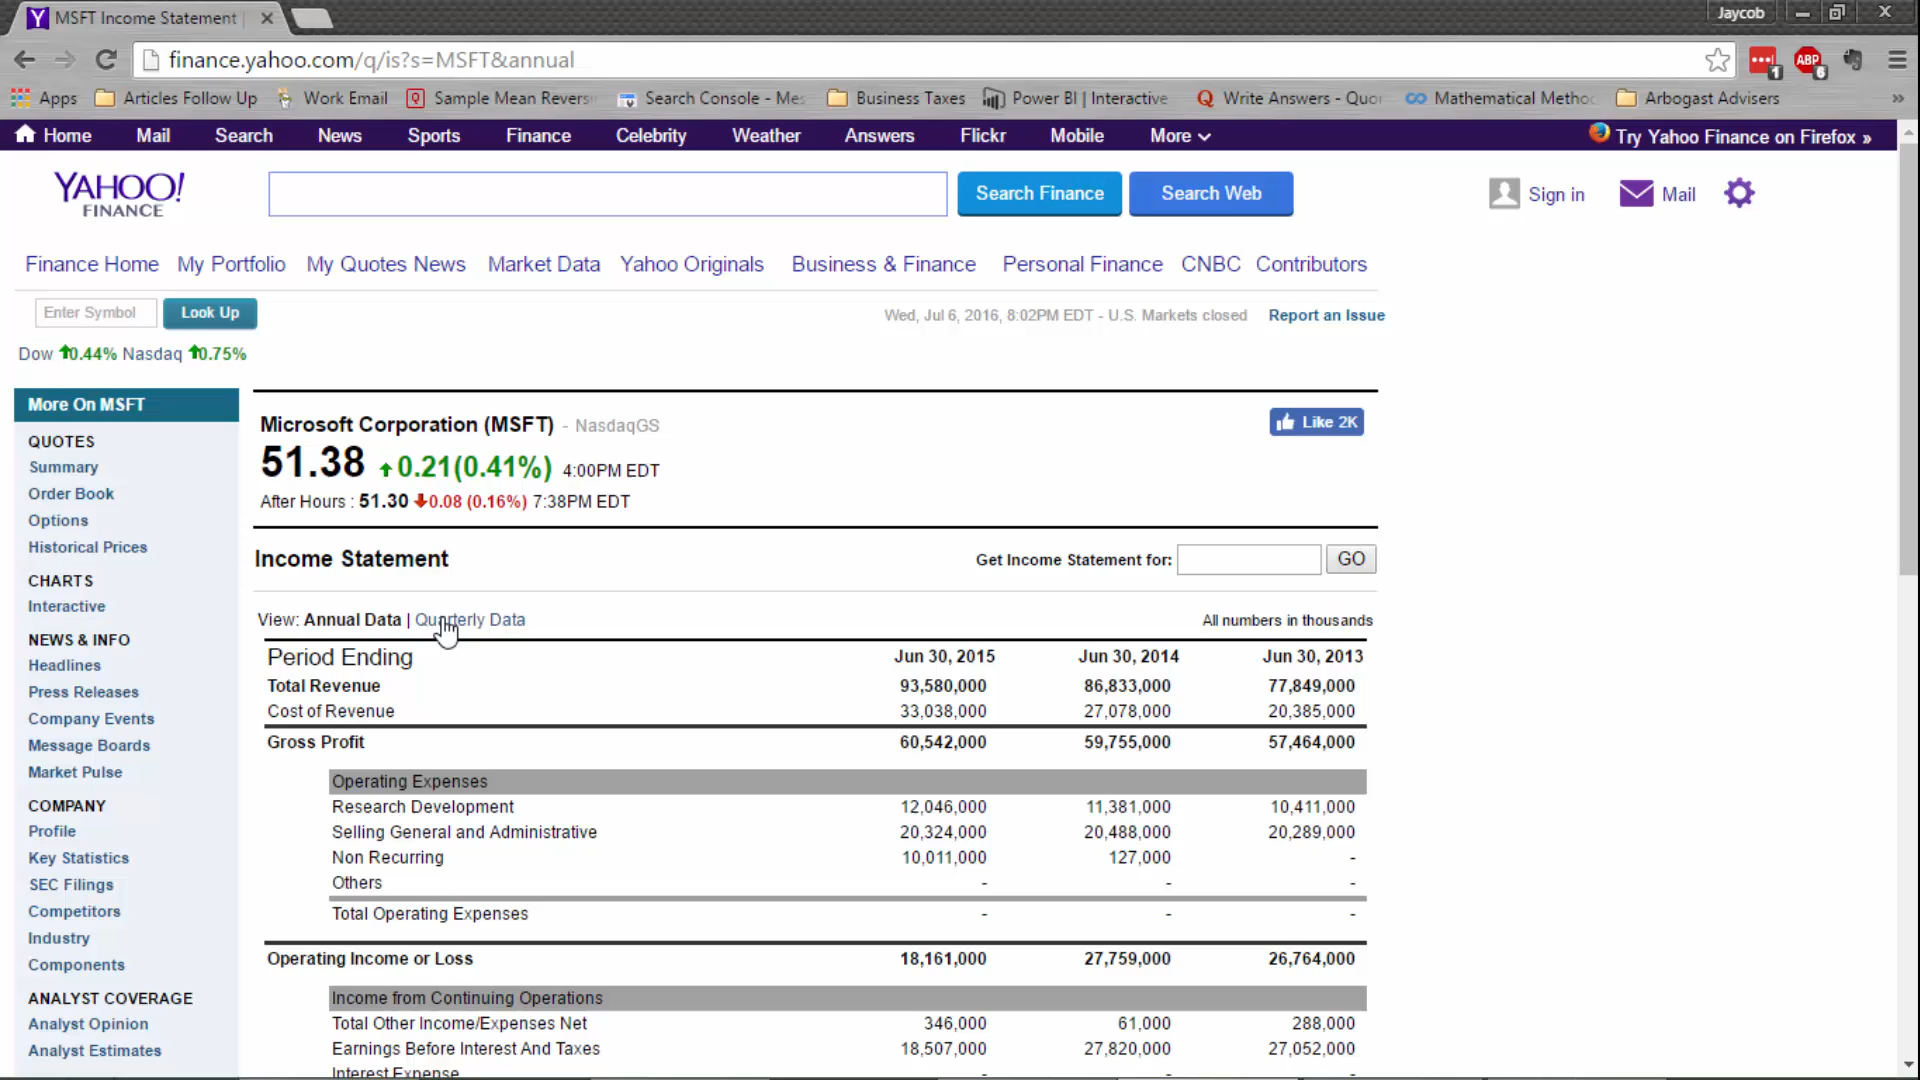 MSFT Income Statement
Jaycob
finance.yahoo.com/q/is?s=MSFT&annual
1
ABP
6
Apps Articles Follow Up Work Email Sample Mean Revers Search Console - Mes Business Taxes Power BI | Interactive Write Answers - Quor Mathematical Methoc Arbogast Advisers »
Home Mail Search News Sports Finance Celebrity Weather Answers Flickr Mobile More Try Yahoo Finance on Firefox »
YAHOO!
FINANCE
Search Finance Search Web Sign in Mail
Finance Home My Portfolio My Quotes News Market Data Yahoo Originals Business & Finance Personal Finance CNBC Contributors
Enter Symbol Look Up Wed, Jul 6, 2016, 8:02PM EDT - U.S. Markets closed Report an Issue
Dow 0.44% Nasdaq 0.75%
More On MSFT
QUOTES
Summary
Order Book
Options
Historical Prices
CHARTS
Interactive
NEWS & INFO
Headlines
Press Releases
Company Events
Message Boards
Market Pulse
COMPANY
Profile
Key Statistics
SEC Filings
Competitors
Industry
Components
ANALYST COVERAGE
Analyst Opinion
Analyst Estimates
Microsoft Corporation (MSFT) - NasdaqGS
Like 2K
51.38 0.21(0.41%) 4:00PM EDT
After Hours : 51.30 0.08 (0.16%) 7:38PM EDT
Income Statement Get Income Statement for: GO
View: Annual Data | Quarterly Data All numbers in thousands
Period Ending Jun 30, 2015 Jun 30, 2014 Jun 30, 2013
Total Revenue 93,580,000 86,833,000 77,849,000
Cost of Revenue 33,038,000 27,078,000 20,385,000
Gross Profit 60,542,000 59,755,000 57,464,000
Operating Expenses
Research Development 12,046,000 11,381,000 10,411,000
Selling General and Administrative 20,324,000 20,488,000 20,289,000
Non Recurring 10,011,000 127,000 -
Others - - -
Total Operating Expenses - - -
Operating Income or Loss 18,161,000 27,759,000 26,764,000
Income from Continuing Operations
Total Other Income/Expenses Net 346,000 61,000 288,000
Earnings Before Interest And Taxes 18,507,000 27,820,000 27,052,000
Interest Expense - - -